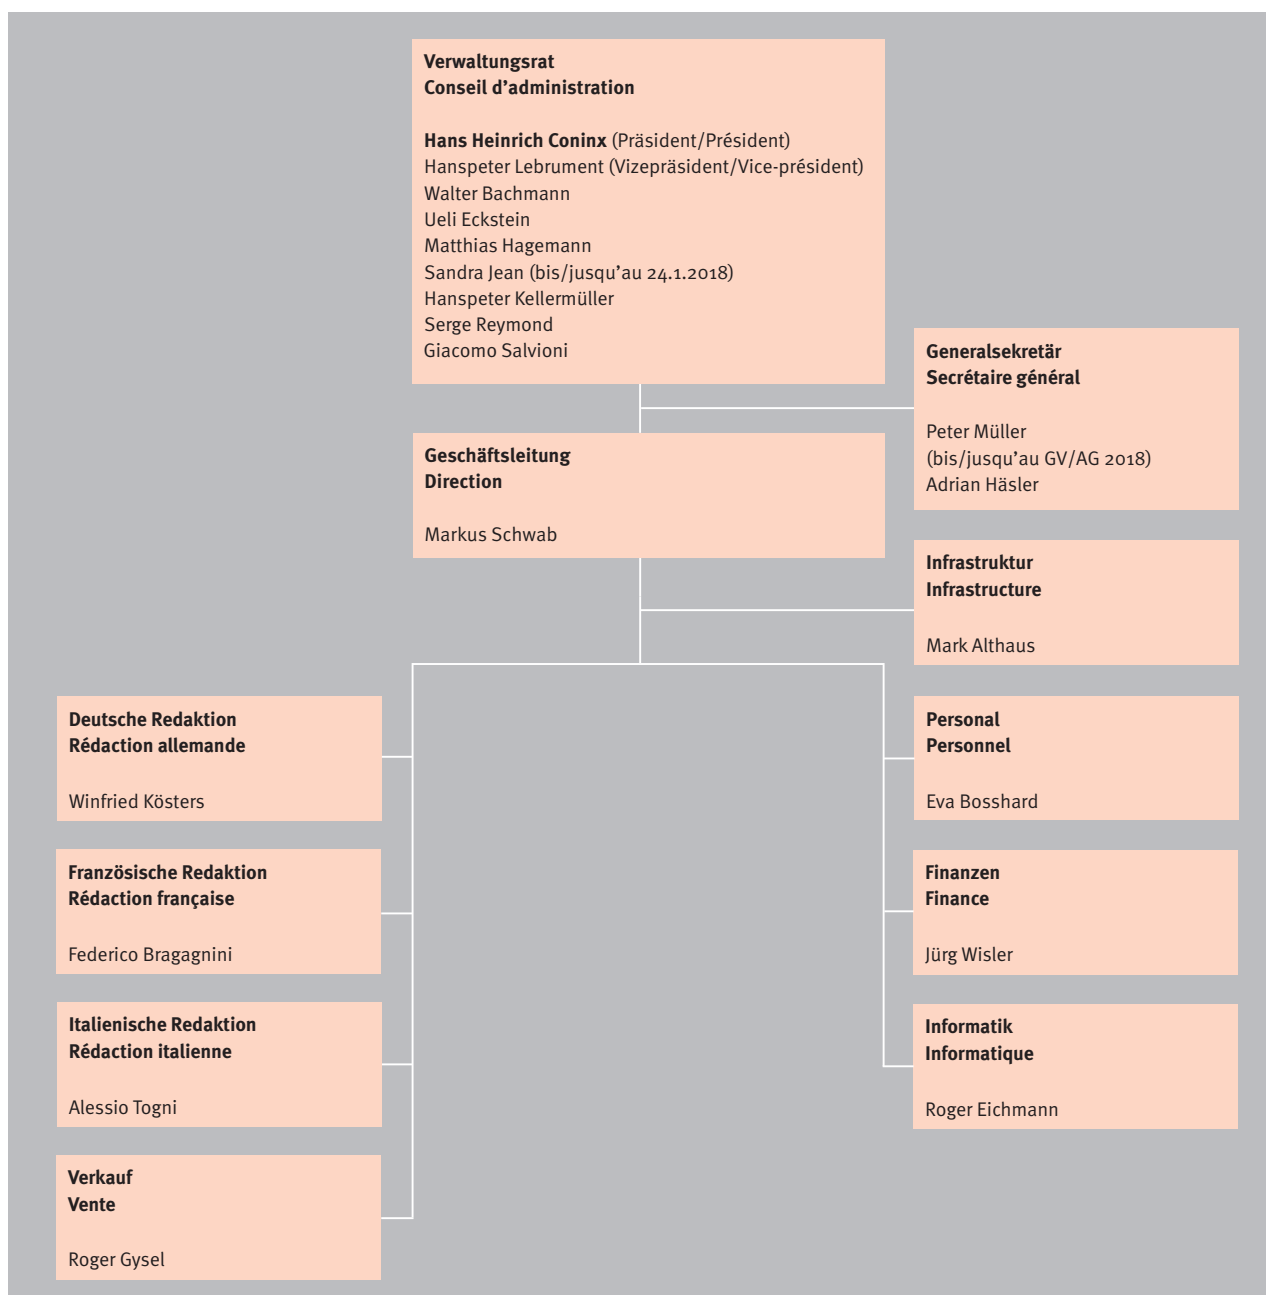 Verwaltungsrat
Conseil d’administration
Hans Heinrich Coninx (Präsident/Président)
Hanspeter Lebrument (Vizepräsident/Vice-président)
Walter Bachmann
Ueli Eckstein
Matthias Hagemann
Sandra Jean (bis/jusqu’au 24.1.2018)
Hanspeter Kellermüller
Serge Reymond
Giacomo Salvioni
Generalsekretär
Secrétaire général
Peter Müller
(bis/jusqu’au GV/AG 2018)
Adrian Häsler
Geschäftsleitung
Direction
Markus Schwab
Infrastruktur
Infrastructure
Mark Althaus
Deutsche Redaktion
Rédaction allemande
Winfried Kösters
Personal
Personnel
Eva Bosshard
Französische Redaktion
Rédaction française
Federico Bragagnini
Finanzen
Finance
Jürg Wisler
Italienische Redaktion
Rédaction italienne
Alessio Togni
Informatik
Informatique
Roger Eichmann
Verkauf
Vente
Roger Gysel